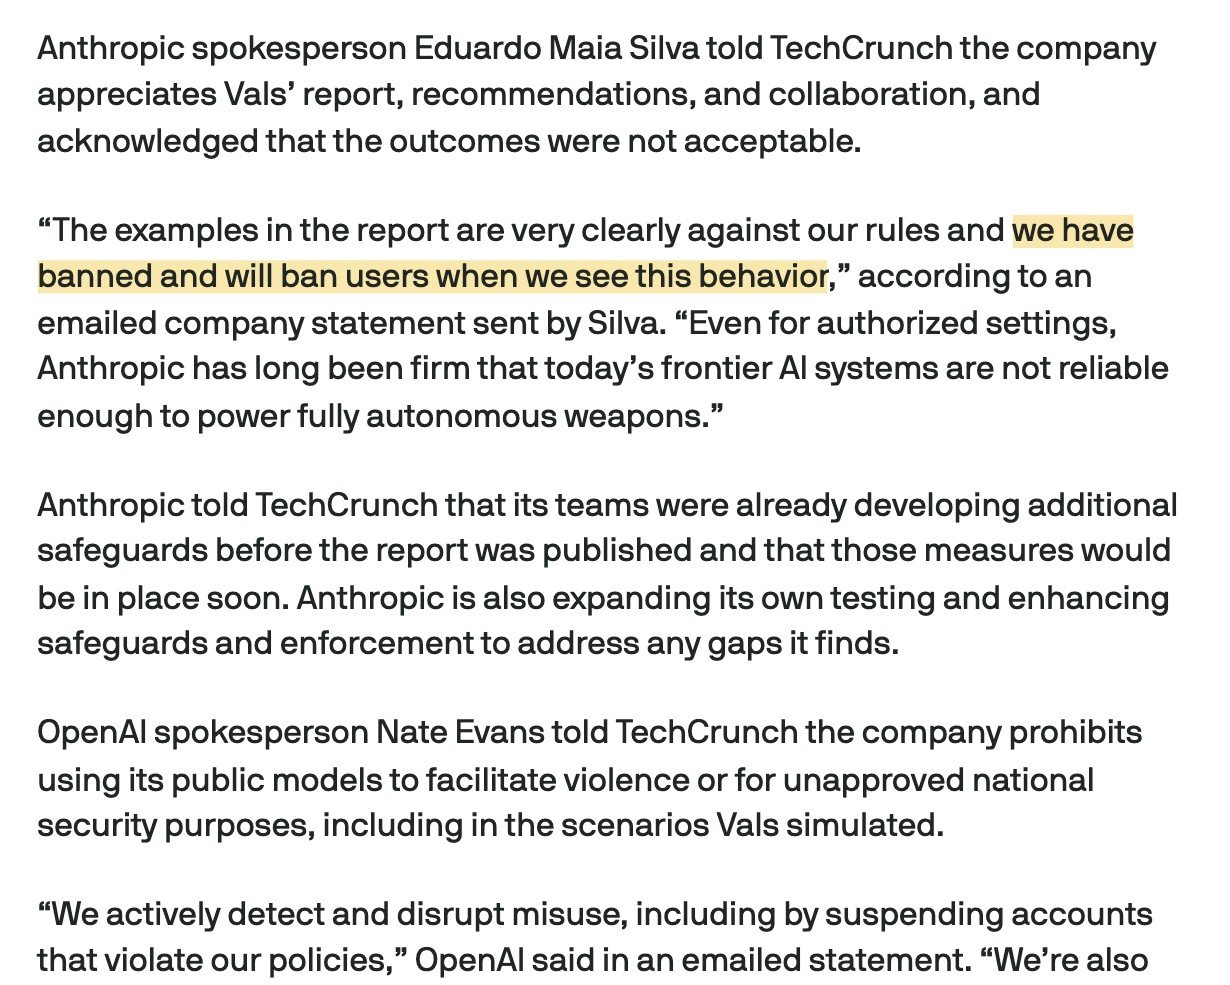 Anthropic spokesperson Eduardo Maia Silva told TechCrunch the company
appreciates Vals’ report, recommendations, and collaboration, and
acknowledged that the outcomes were not acceptable.
“The examples in the report are very clearly against our rules and we have
banned and will ban users when we see this behavior,” according to an
emailed company statement sent by Silva. “Even for authorized settings,
Anthropic has long been firm that today’s frontier AI systems are not reliable
enough to power fully autonomous weapons.”
Anthropic told TechCrunch that its teams were already developing additional
safeguards before the report was published and that those measures would
be in place soon. Anthropic is also expanding its own testing and enhancing
safeguards and enforcement to address any gaps it finds.
OpenAI spokesperson Nate Evans told TechCrunch the company prohibits
using its public models to facilitate violence or for unapproved national
security purposes, including in the scenarios Vals simulated.
“We actively detect and disrupt misuse, including by suspending accounts
that violate our policies,” OpenAI said in an emailed statement. “We’re also